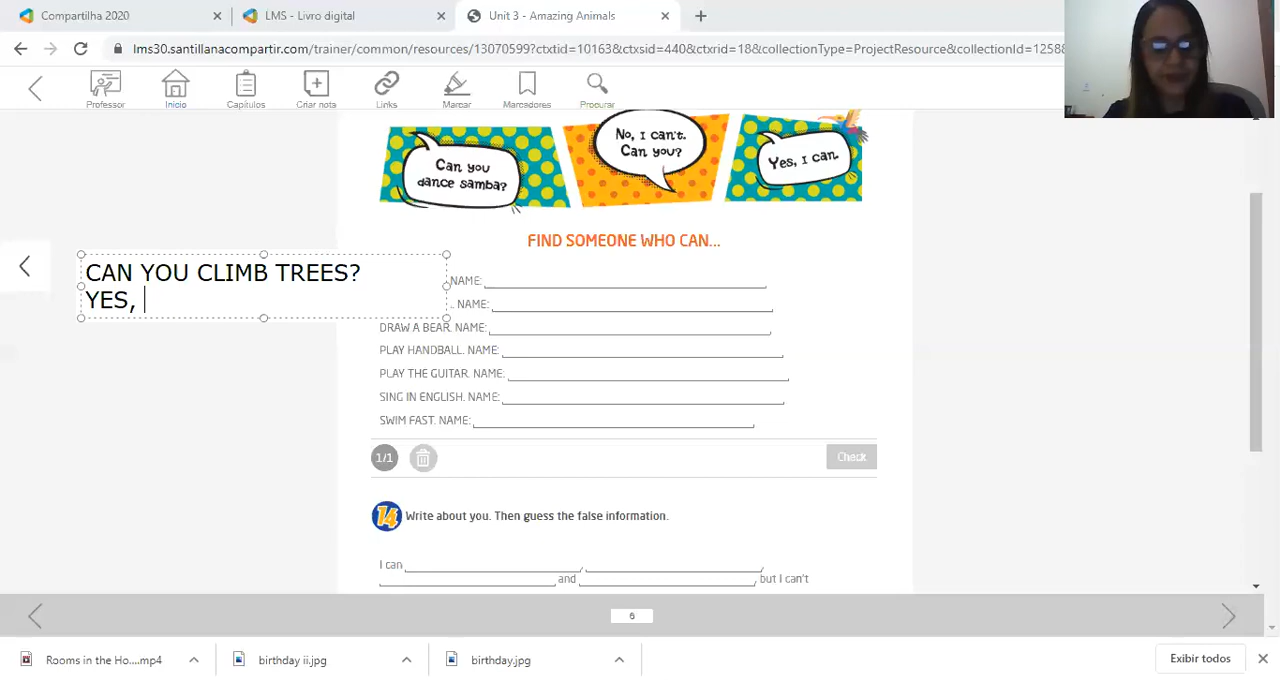 Compartilha 2020
LMS - Livro digital
Unit 3 - Amazing Animals
lms30.santillanacompartir.com/trainer/common/resources/13070599?ctxtid=10163&ctxsid=440&ctxrid=18&collectionType=ProjectResource&collectionId=1258
Professor
Início
Capítulos
Criar nota
Links
Marcar
Marcadores
Procurar
Can you
dance samba?
No, I can't.
Can you?
Yes, I can.
FIND SOMEONE WHO CAN...
CAN YOU CLIMB TREES?
YES,
NAME:
.. NAME:
DRAW A BEAR. NAME:
PLAY HANDBALL. NAME:
PLAY THE GUITAR. NAME:
SING IN ENGLISH. NAME:
SWIM FAST. NAME:
1/1
Check
14 Write about you. Then guess the false information.
I can , 
and , but I can't
6
Rooms in the Ho....mp4
birthday ii.jpg
birthday.jpg
Exibir todos